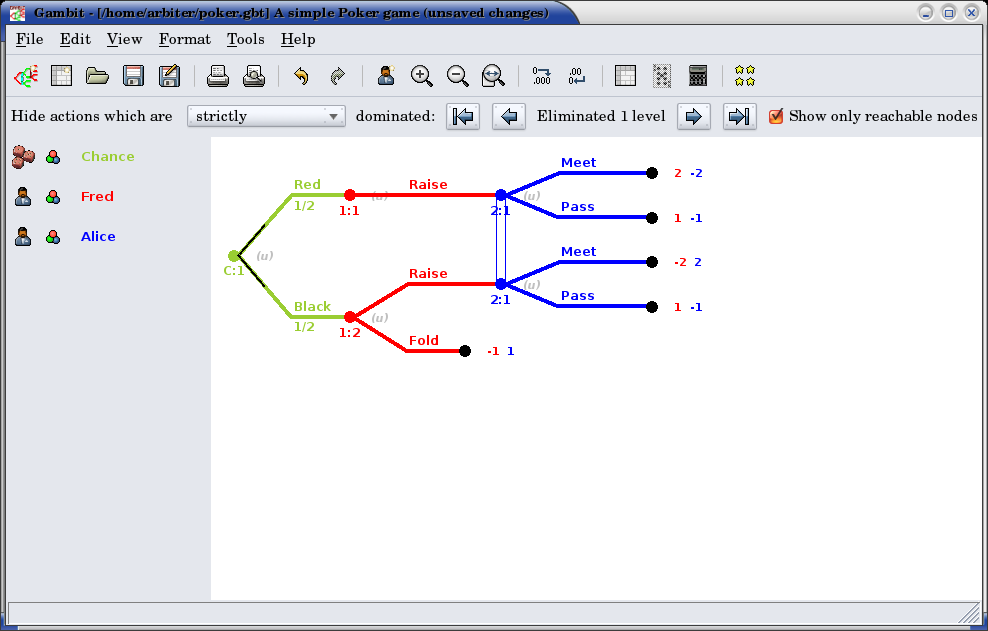 Gambit - [/home/arbiter/poker.gbt] A simple Poker game (unsaved changes)
File Edit View Format Tools Help
.000 .00
Hide actions which are strictly dominated: Eliminated 1 level Show only reachable nodes
Chance
Fred
Alice
Meet
2 -2
Red Raise
(u) (u)
1/2 1:1 2:1
Pass
1 -1
C:1 (u)
Meet
-2 2
Raise
(u)
2:1
Pass
1 -1
Black
1/2 1:2 (u)
Fold
-1 1